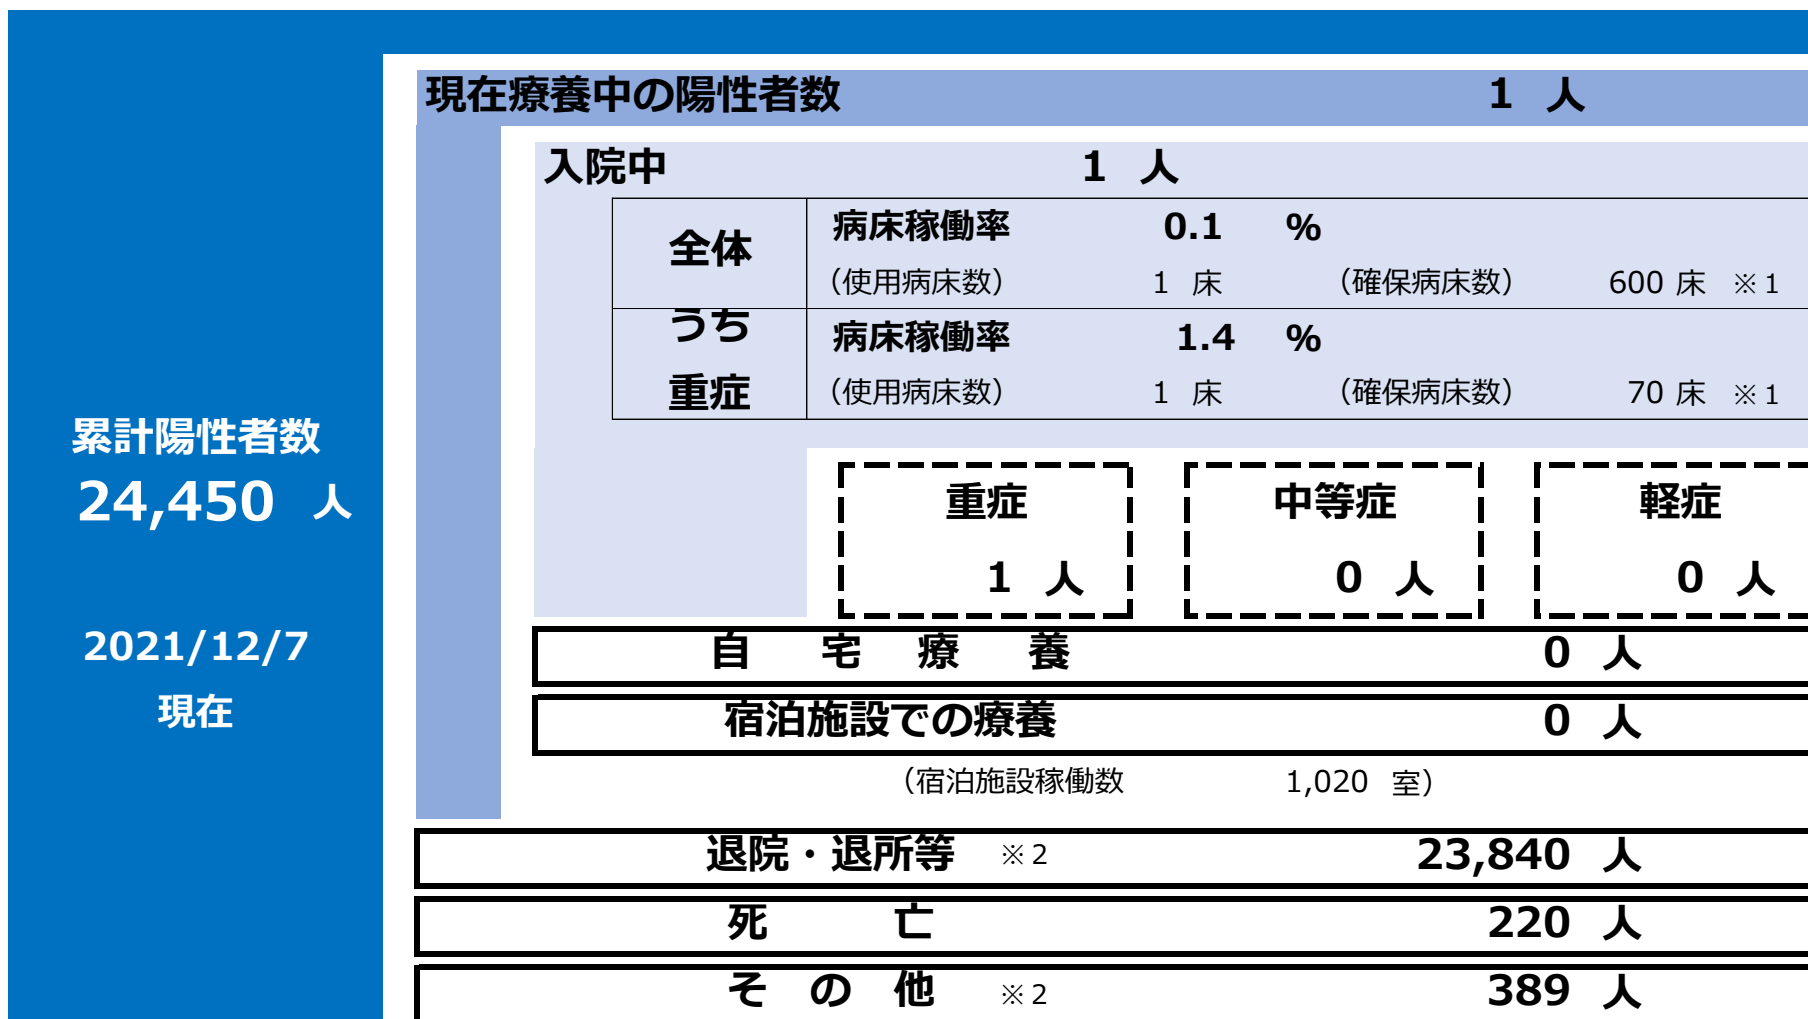 累計陽性者数
24,450 人
2021/12/7
現在
現在療養中の陽性者数 1 人
入院中 1 人
全体
病床稼働率 0.1 %
（使用病床数） 1 床 （確保病床数） 600 床 ※1
うち
重症
病床稼働率 1.4 %
（使用病床数） 1 床 （確保病床数） 70 床 ※1
重症 中等症 軽症
1 人 0 人 0 人
自宅療養 0 人
宿泊施設での療養 0 人
（宿泊施設稼働数 1,020 室）
退院・退所等 ※2 23,840 人
死亡 220 人
その他 ※2 389 人